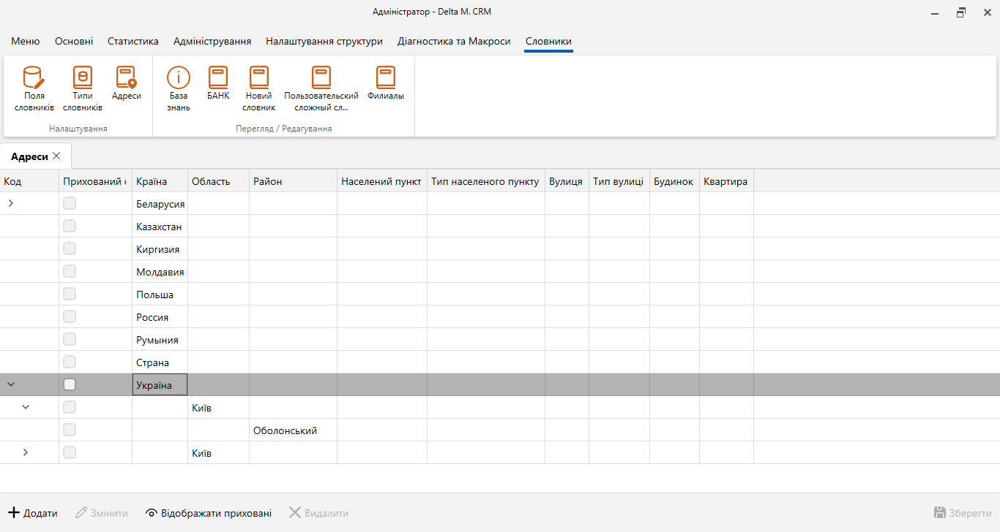 Адміністратор - Delta M. CRM
Меню Основні Статистика Адміністрування Налаштування структури Діагностика та Макроси Словники
Поля словників
Типи словників
Адреси
База знань
БАНК
Новий словник
Пользовательский сложный сл...
Филиалы
Налаштування
Перегляд / Редагування
Адреси
Код Прихований є Країна Область Район Населений пункт Тип населеного пункту Вулиця Тип вулиці Будинок Квартира
Беларусия
Казахстан
Киргизия
Молдавия
Польша
Россия
Румыния
Страна
Україна
Київ
Оболонський
Київ
Додати Змінити Відображати приховані Видалити Зберегти